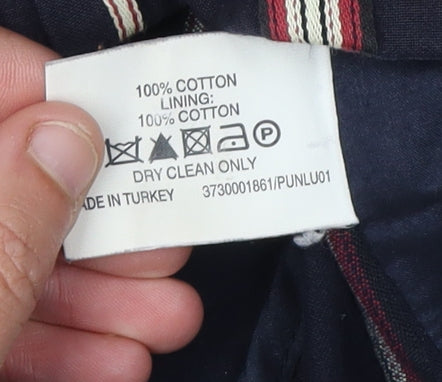 100% COTTON
LINING:
100% COTTON
P
DRY CLEAN ONLY
ADE IN TURKEY 3730001861/PUNLU01